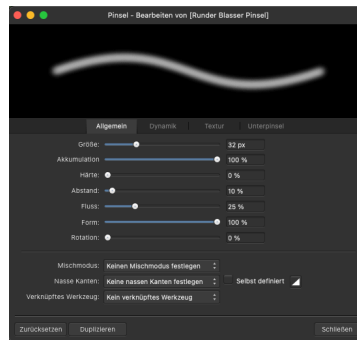 Pinsel - Bearbeiten von [Runder Blasser Pinsel]
Allgemein Dynamik Textur Unterpinsel
Größe: 32 px
Akkumulation 100 %
Härte: 0 %
Abstand: 10 %
Fluss: 25 %
Form: 100 %
Rotation: 0 %
Mischmodus: Keinen Mischmodus festlegen
Nasse Kanten: Keine nassen Kanten festlegen Selbst definiert
Verknüpftes Werkzeug: Kein verknüpftes Werkzeug
Zurücksetzen Duplizieren Schließen